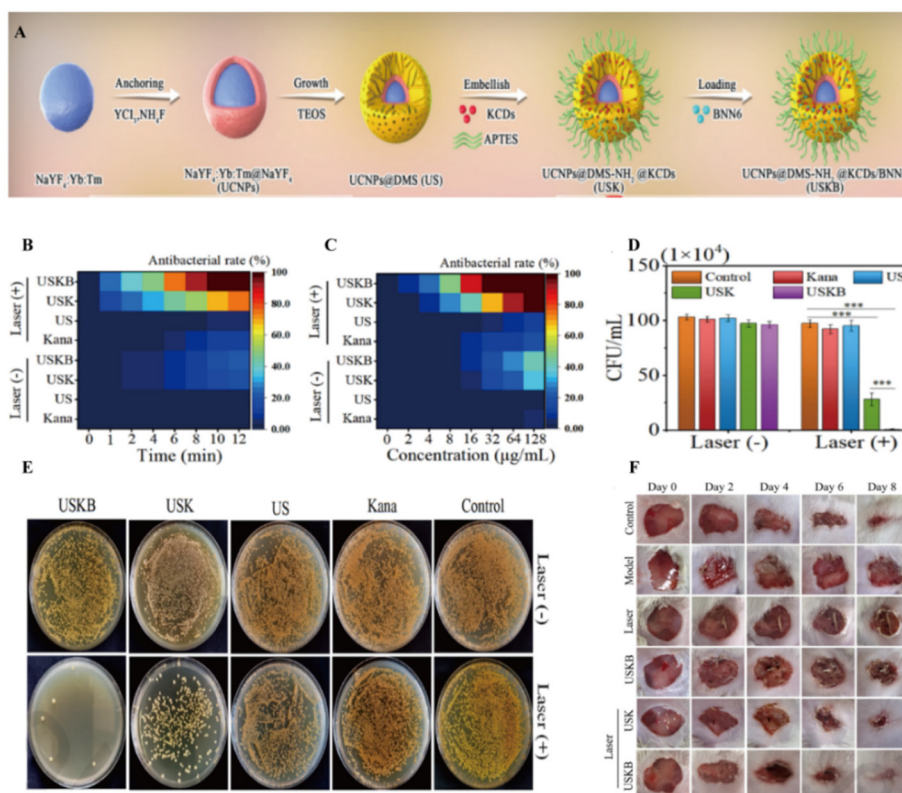 A
Anchoring
YCl3,NH4F
Growth
TEOS
Embellish
KCDs
APTES
Loading
BNN6
NaYF4:Yb:Tm
NaYF4:Yb:Tm@NaYF4
(UCNPs)
UCNPs@DMS (US)
UCNPs@DMS-NH2@KCDs
(USK)
UCNPs@DMS-NH2@KCDs/BNN
(USKB)
B
Antibacterial rate (%)
Laser (+)
Laser (-)
USKB
USK
US
Kana
USKB
USK
US
Kana
100
80.0
60.0
40.0
20.0
0.00
0 1 2 4 6 8 10 12
Time (min)
C
Antibacterial rate (%)
Laser (+)
Laser (-)
USKB
USK
US
Kana
USKB
USK
US
Kana
100
80.0
60.0
40.0
20.0
0.00
0 2 4 8 16 32 64 128
Concentration (μg/mL)
D
(1×10⁴)
CFU/mL
150
100
50
0
Control Kana US
USK USKB
***
***
***
Laser (-) Laser (+)
E
USKB USK US Kana Control
Laser (-)
Laser (+)
F
Day 0 Day 2 Day 4 Day 6 Day 8
Control
Model
Laser
USKB
Laser
USK
USKB